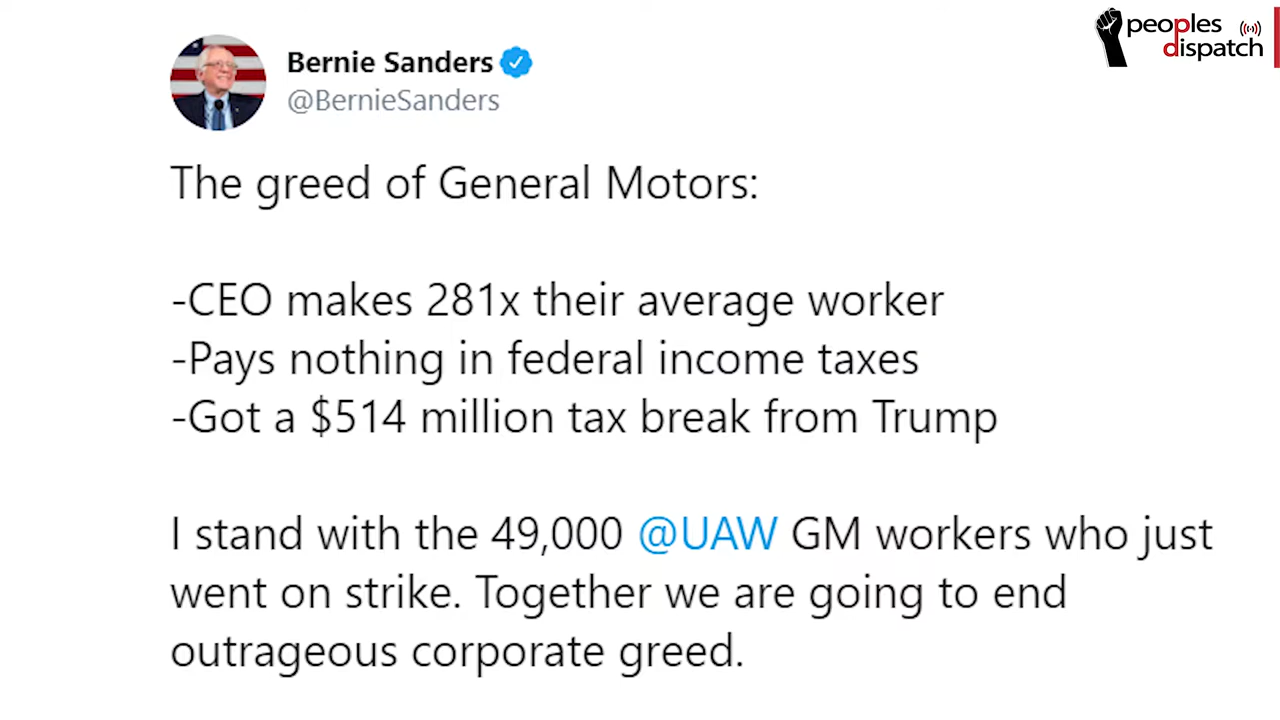 peoples
dispatch
Bernie Sanders
@BernieSanders
The greed of General Motors:
-CEO makes 281x their average worker
-Pays nothing in federal income taxes
-Got a $514 million tax break from Trump
I stand with the 49,000 @UAW GM workers who just
went on strike. Together we are going to end
outrageous corporate greed.